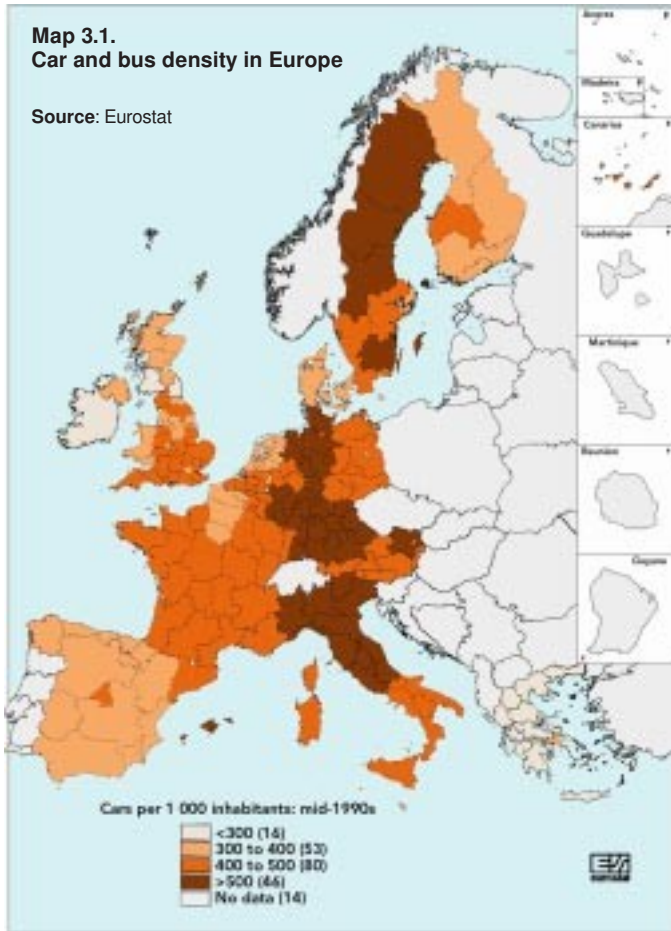 Map 3.1.
Car and bus density in Europe
Source: Eurostat
Açores
Madeira
Canarias
Guadelupe
Martinique
Reunion
Guyane
Cars per 1 000 inhabitants: mid-1990s
<300 (16)
300 to 400 (53)
400 to 500 (80)
>500 (46)
No data (14)